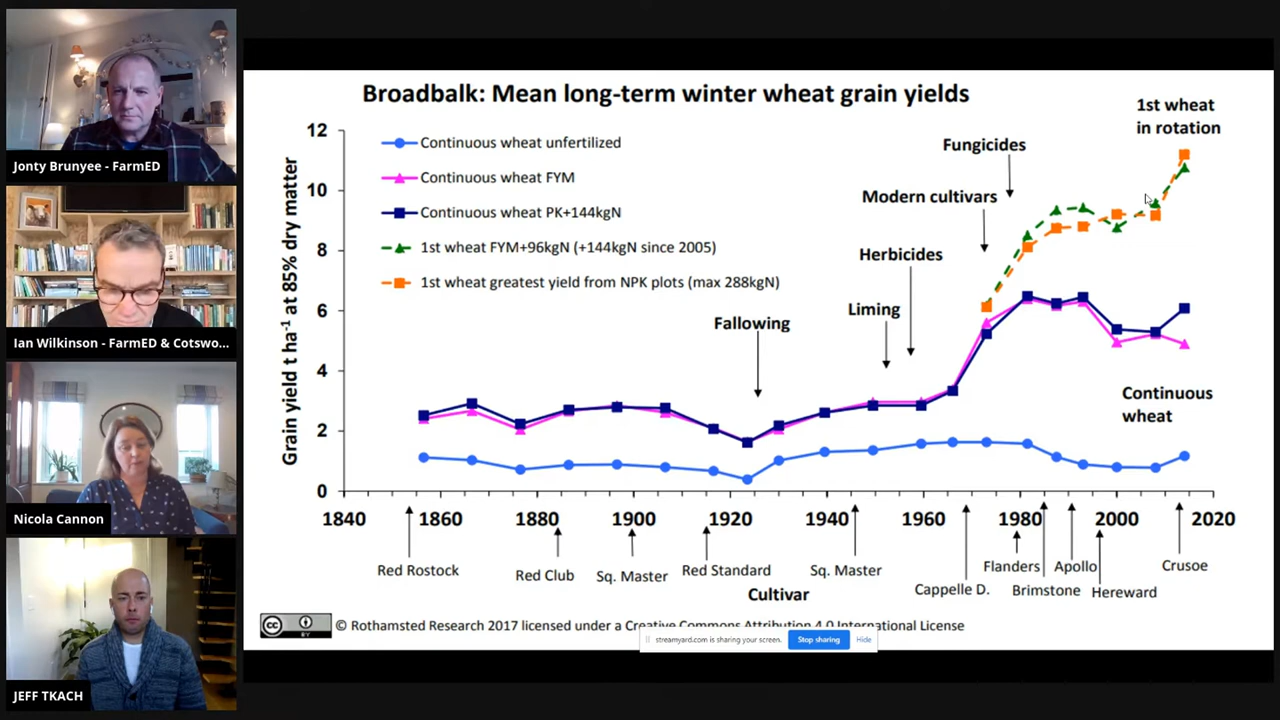 Jonty Brunyee - FarmED
Ian Wilkinson - FarmED & Cotswo...
Nicola Cannon
JEFF TKACH
Broadbalk: Mean long-term winter wheat grain yields
Grain yield t ha-1 at 85% dry matter
12
10
8
6
4
2
0
Continuous wheat unfertilized
Continuous wheat FYM
Continuous wheat PK+144kgN
1st wheat FYM+96kgN (+144kgN since 2005)
1st wheat greatest yield from NPK plots (max 288kgN)
1st wheat
in rotation
Fungicides
Modern cultivars
Herbicides
Liming
Fallowing
Continuous
wheat
1840 1860 1880 1900 1920 1940 1960 1980 2000 2020
Red Rostock
Red Club
Sq. Master
Red Standard
Sq. Master
Cappelle D.
Flanders
Brimstone
Apollo
Hereward
Crusoe
Cultivar
cc BY
© Rothamsted Research 2017 licensed under a Creative Commons Attribution 4.0 International License
streamyard.com is sharing your screen. Stop sharing Hide